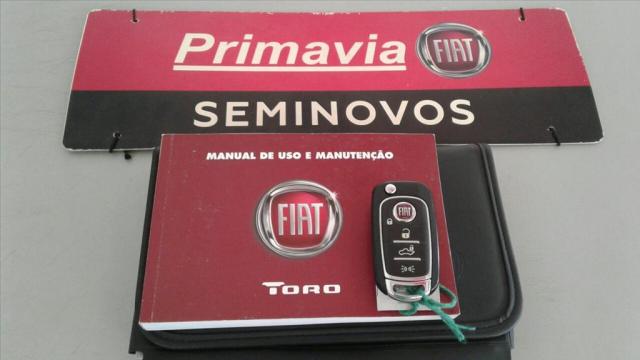 Primavia FIAT
SEMINOVOS
MANUAL DE USO E MANUTENÇÃO
FIAT
TORO
FIAT